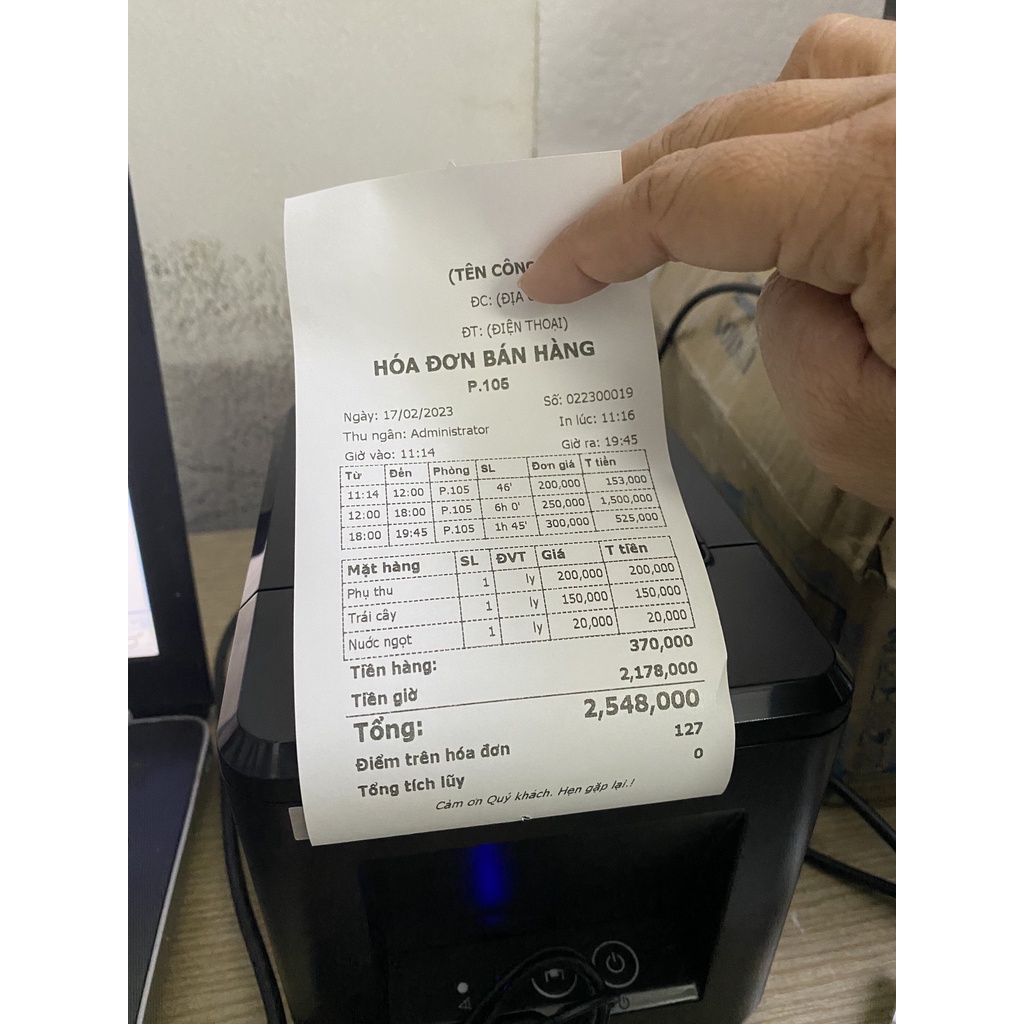 (TÊN CÔNG
ĐC: (ĐỊA
ĐT: (ĐIỆN THOẠI)
HÓA ĐƠN BÁN HÀNG
P.105
Ngày: 17/02/2023 Số: 022300019
Thu ngân: Administrator In lúc: 11:16
Giờ vào: 11:14 Giờ ra: 19:45
Từ Đến Phòng SL Đơn giá T tiền
11:14 12:00 P.105 46' 200,000 153,000
12:00 18:00 P.105 6h 0' 250,000 1,500,000
18:00 19:45 P.105 1h 45' 300,000 525,000
Mặt hàng SL ĐVT Giá T tiền
Phụ thu 1 ly 200,000 200,000
Trái cây 1 ly 150,000 150,000
Nước ngọt 1 ly 20,000 20,000
Tiền hàng: 370,000
Tiền giờ 2,178,000
Tổng: 2,548,000
Điểm trên hóa đơn 127
Tổng tích lũy 0
Cảm ơn Quý khách. Hẹn gặp lại.!